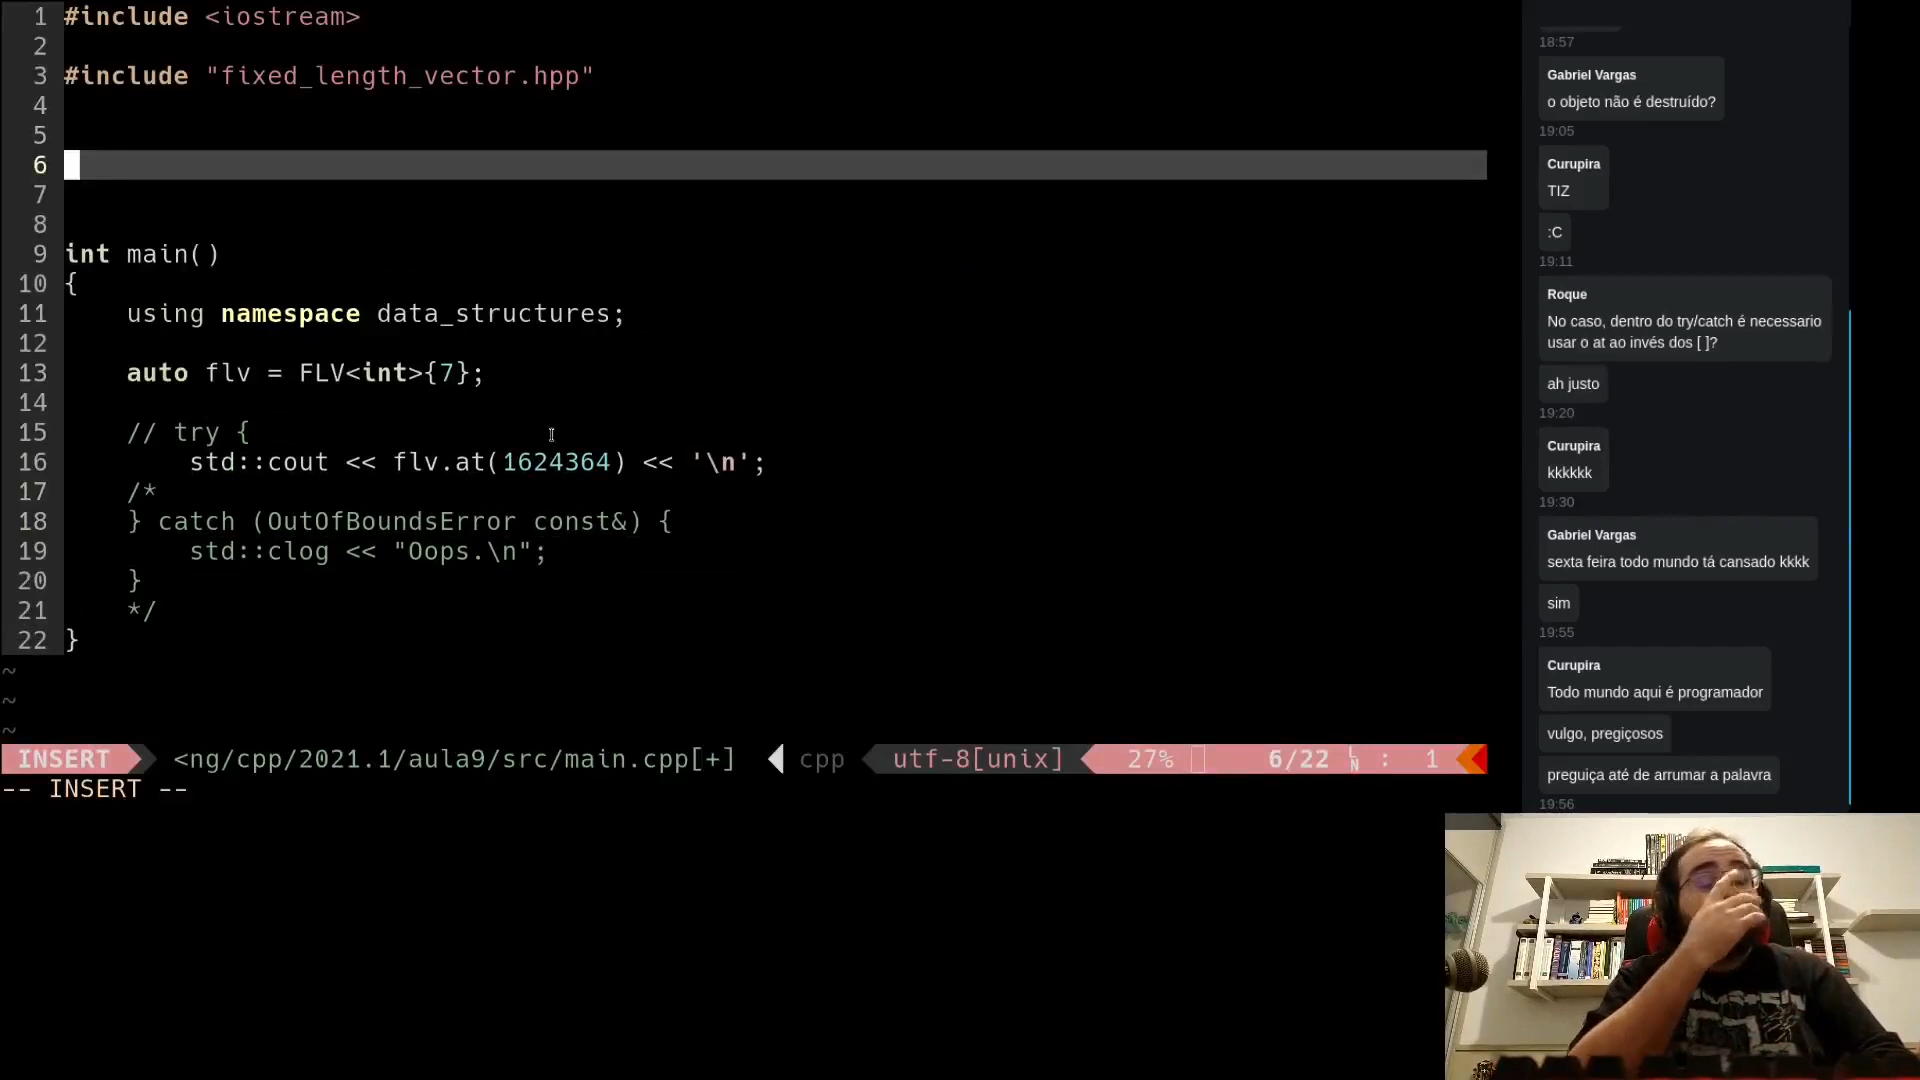 1 #include <iostream>
2
3 #include "fixed_length_vector.hpp"
4
5
6
7
8
9 int main()
10 {
11     using namespace data_structures;
12
13     auto flv = FLV<int>{7};
14
15     // try {
16         std::cout << flv.at(1624364) << '\n';
17     /*
18     } catch (OutOfBoundsError const&) {
19         std::clog << "Oops.\n";
20     }
21     */
22 }
~
~
~
INSERT <ng/cpp/2021.1/aula9/src/main.cpp[+] cpp utf-8[unix] 27% 6/22 LN : 1
-- INSERT --
18:57
Gabriel Vargas
o objeto não é destruído?
19:05
Curupira
TIZ
:C
19:11
Roque
No caso, dentro do try/catch é necessario
usar o at ao invés dos [ ]?
ah justo
19:20
Curupira
kkkkkk
19:30
Gabriel Vargas
sexta feira todo mundo tá cansado kkkk
sim
19:55
Curupira
Todo mundo aqui é programador
vulgo, pregiçosos
preguiça até de arrumar a palavra
19:56